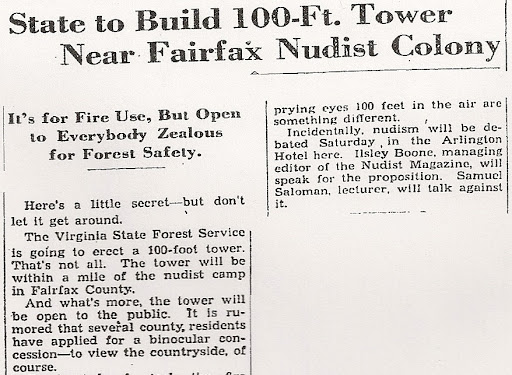 State to Build 100-Ft. Tower
Near Fairfax Nudist Colony
It's for Fire Use, But Open
to Everybody Zealous
for Forest Safety.
Here's a little secret—but don't
let it get around.
The Virginia State Forest Service
is going to erect a 100-foot tower.
That's not all. The tower will be
within a mile of the nudist camp
in Fairfax County.
And what's more, the tower will
be open to the public. It is ru-
mored that several county residents
have applied for a binocular con-
cession—to view the countryside, of
course.
prying eyes 100 feet in the air are
something different.
Incidentally, nudism will be de-
bated Saturday in the Arlington
Hotel here. Ilsley Boone, managing
editor of the Nudist Magazine, will
speak for the proposition. Samuel
Saloman, lecturer, will talk against
it.